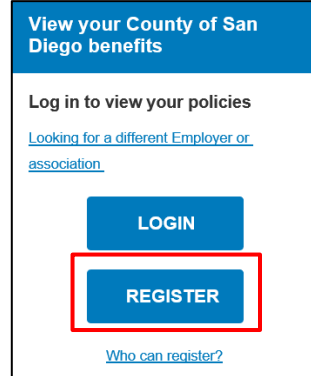 View your County of San
Diego benefits
Log in to view your policies
Looking for a different Employer or
association
LOGIN
REGISTER
Who can register?